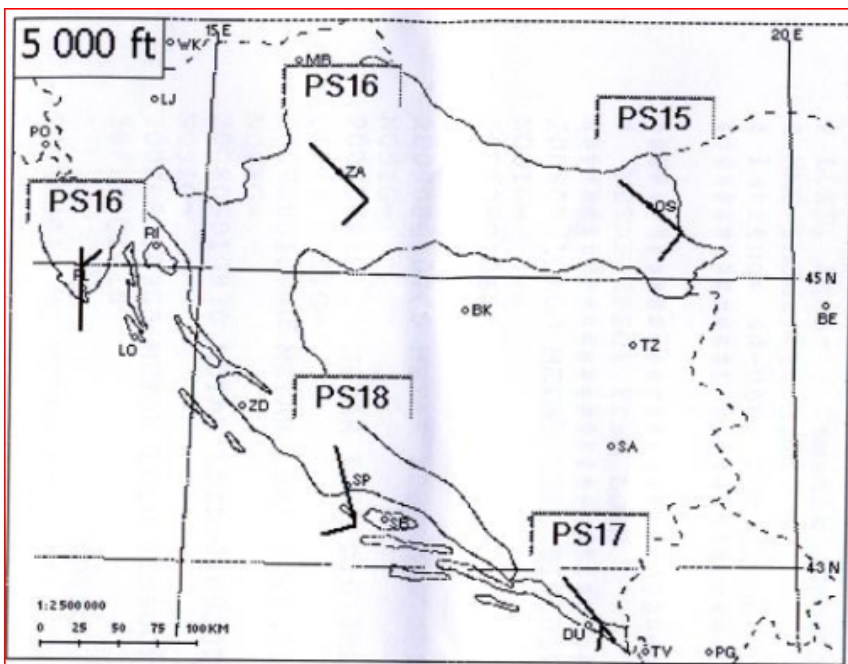 5 000 ft
15 E
20 E
WK
MB
LJ
PS16
PS15
PO
ZA
PS16
OS
RI
PL
45 N
BK
BE
LO
TZ
PS18
ZD
SA
SP
SB
PS17
43 N
1:2 500 000
DU
0 25 50 75 100 KM
TV
PG